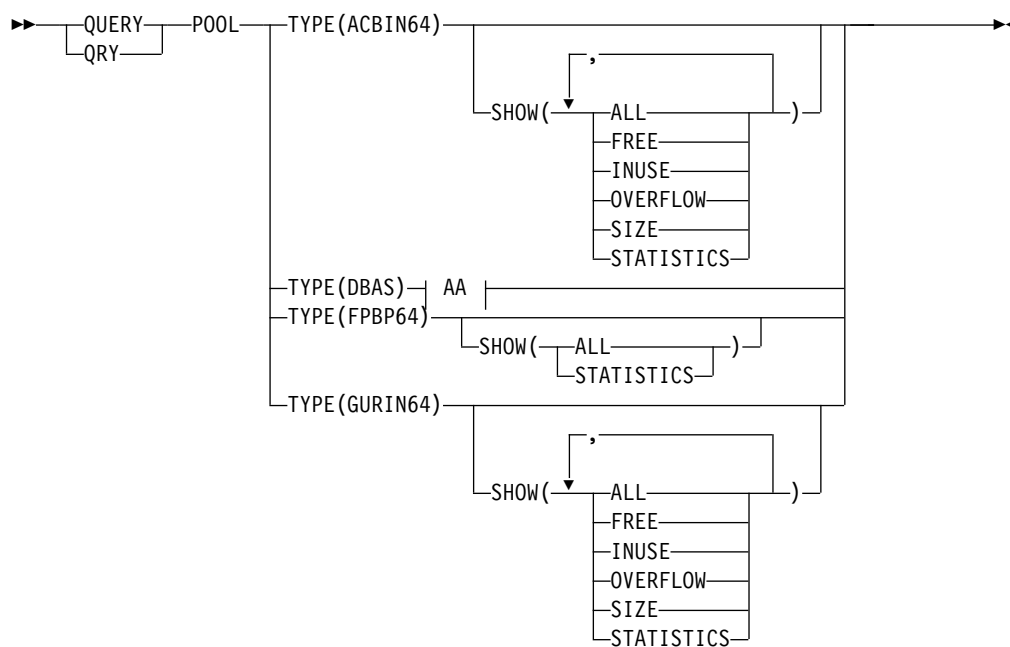 QUERY POOL TYPE(ACBIN64)
QRY
,
SHOW( ALL )
FREE
INUSE
OVERFLOW
SIZE
STATISTICS
TYPE(DBAS) AA
TYPE(FPBP64)
SHOW( ALL )
STATISTICS
TYPE(GURIN64)
,
SHOW( ALL )
FREE
INUSE
OVERFLOW
SIZE
STATISTICS